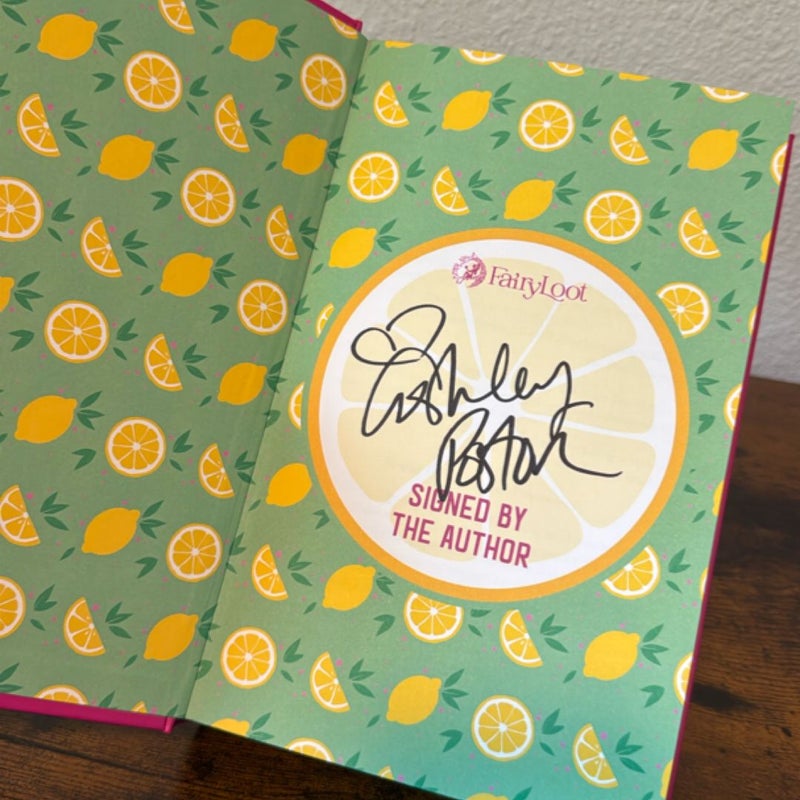 FairyLoot
Ashley
Poston
SIGNED BY
THE AUTHOR